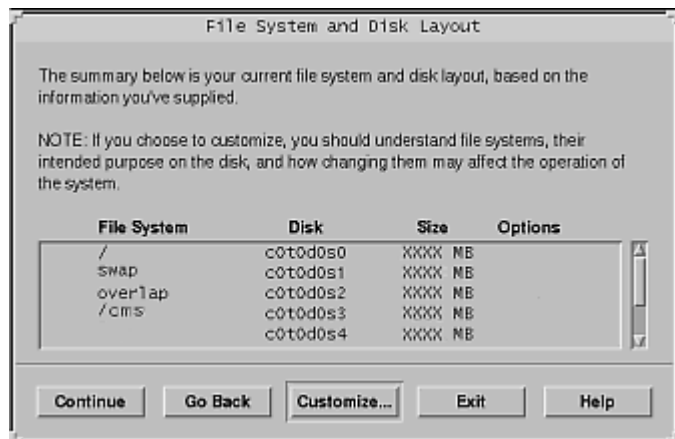 File System and Disk Layout
The summary below is your current file system and disk layout, based on the
information you've supplied.
NOTE: If you choose to customize, you should understand file systems, their
intended purpose on the disk, and how changing them may affect the operation of
the system.
File System Disk Size Options
/ c0t0d0s0 XXXX MB
swap c0t0d0s1 XXXX MB
overlap c0t0d0s2 XXXX MB
/cms c0t0d0s3 XXXX MB
c0t0d0s4 XXXX MB
Continue Go Back Customize... Exit Help